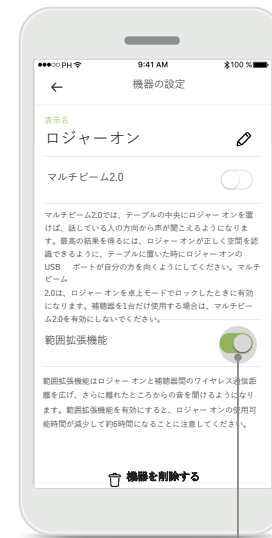 ●●●○○ PH 9:41 AM 100 %
機器の設定
表示名
ロジャーオン
マルチビーム2.0
マルチビーム2.0では、テーブルの中央にロジャー オンを置
けば、話している人の方向から声が聞こえるようになりま
す。最高の結果を得るには、ロジャー オンが正しく空間を認
識できるように、テーブルに置いた時にロジャー オンの
USB ポートが自分の方を向くようにしてください。マルチ
ビーム
2.0は、ロジャー オンを卓上モードでロックしたときに有効
になります。補聴器を1台だけ使用する場合は、マルチビー
ム2.0を有効にしないでください。
範囲拡張機能
範囲拡張機能はロジャー オンと補聴器間のワイヤレス通信距
離を広げ、さらに離れたところからの音を聞けるようになり
ます。範囲拡張機能を有効にすると、ロジャー オンの使用可
能時間が減少して約6時間になることに注意してください。
機器を削除する